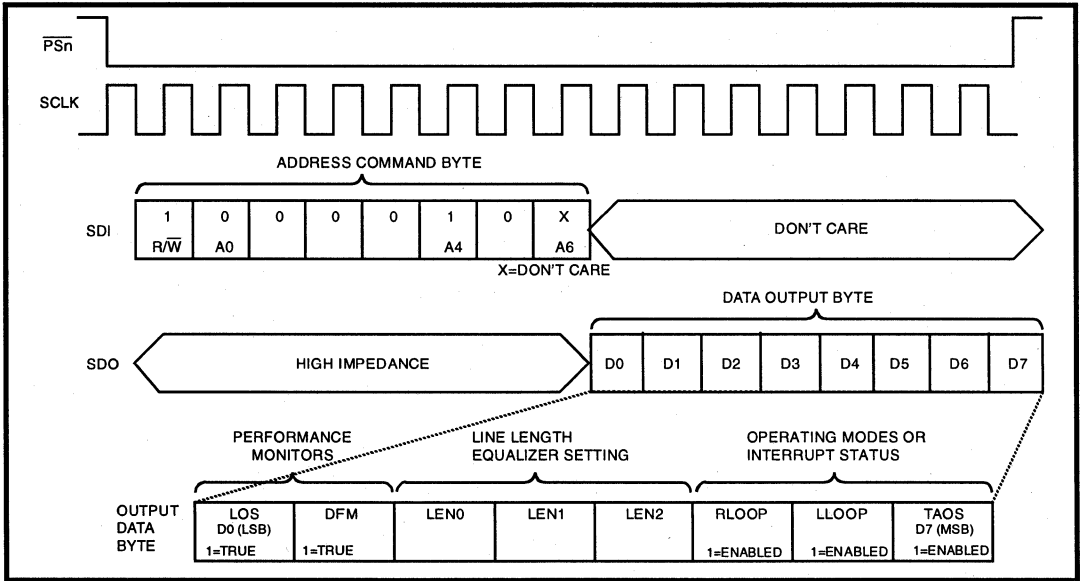 PSn
SCLK
ADDRESS COMMAND BYTE
SDI
1 0 0 0 0 1 0 X
R/W A0 A4 A6
DON'T CARE
X=DON'T CARE
DATA OUTPUT BYTE
SDO
HIGH IMPEDANCE
D0 D1 D2 D3 D4 D5 D6 D7
PERFORMANCE
MONITORS
LINE LENGTH
EQUALIZER SETTING
OPERATING MODES OR
INTERRUPT STATUS
OUTPUT
DATA
BYTE
LOS DFM LEN0 LEN1 LEN2 RLOOP LLOOP TAOS
D0 (LSB) D7 (MSB)
1=TRUE 1=TRUE 1=ENABLED 1=ENABLED 1=ENABLED